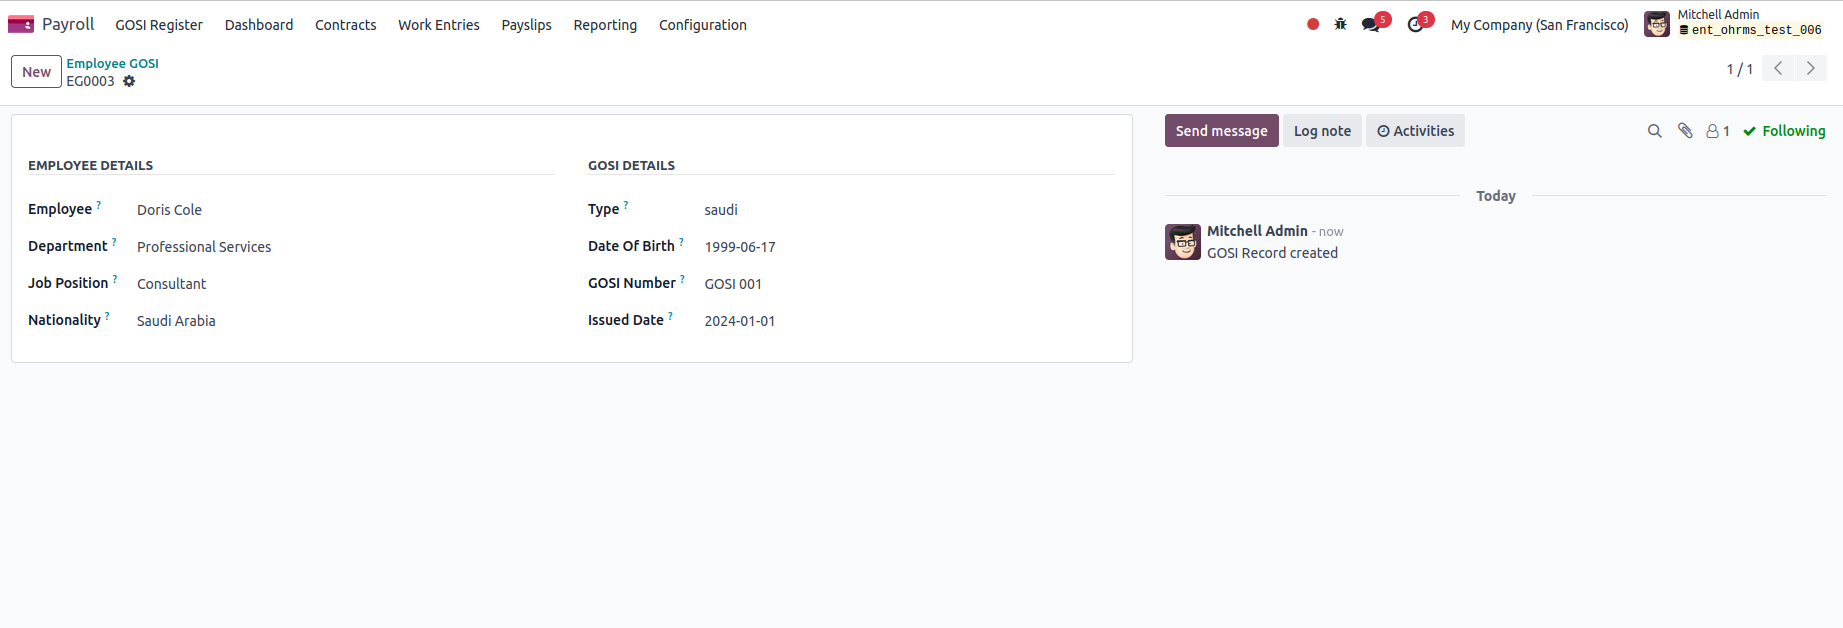 Payroll GOSI Register Dashboard Contracts Work Entries Payslips Reporting Configuration 5 3 My Company (San Francisco) Mitchell Admin
ent_ohrms_test_006
New Employee GOSI
EG0003
1 / 1
Send message Log note Activities 1 Following
EMPLOYEE DETAILS
Employee ? Doris Cole
Department ? Professional Services
Job Position ? Consultant
Nationality ? Saudi Arabia
GOSI DETAILS
Type ? saudi
Date Of Birth ? 1999-06-17
GOSI Number ? GOSI 001
Issued Date ? 2024-01-01
Today
Mitchell Admin - now
GOSI Record created